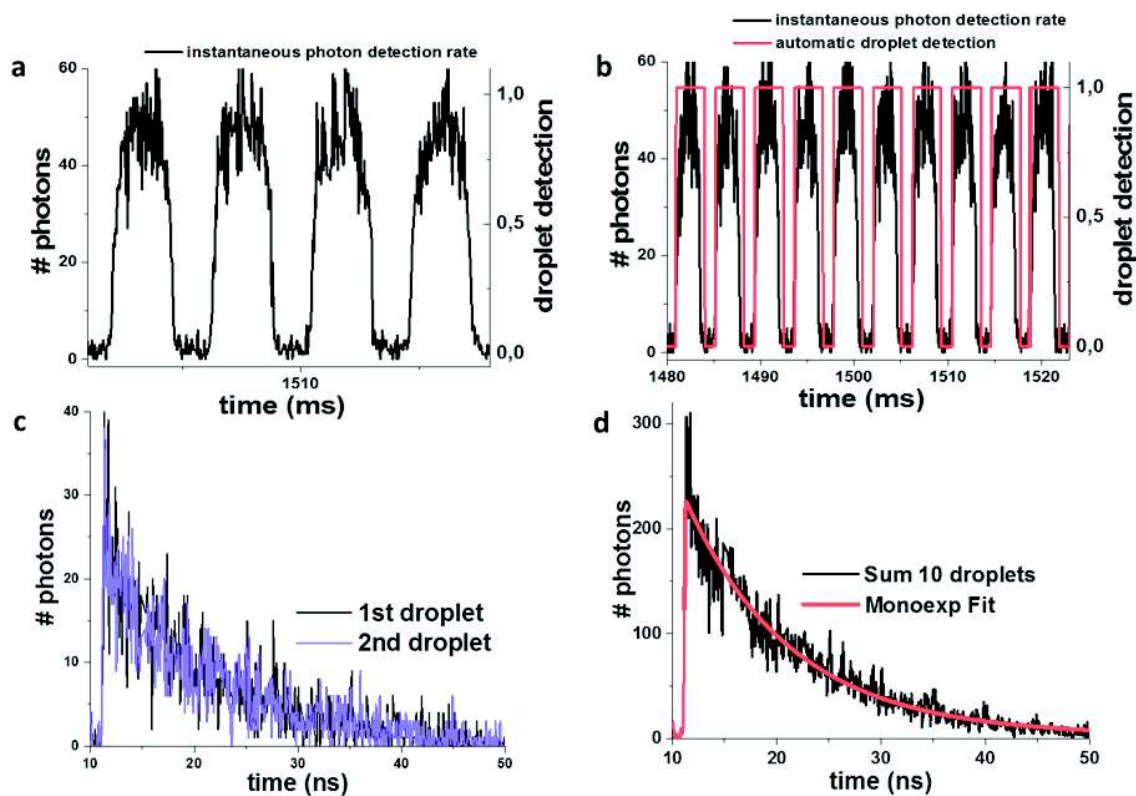 instantaneous photon detection rate
a
60
40
20
0
# photons
1,0
0,5
0,0
droplet detection
1510
time (ms)
instantaneous photon detection rate
automatic droplet detection
b
60
40
20
0
# photons
1,0
0,5
0,0
droplet detection
1480 1490 1500 1510 1520
time (ms)
c
40
30
20
10
0
# photons
1st droplet
2nd droplet
10 20 30 40 50
time (ns)
d
300
200
100
0
# photons
Sum 10 droplets
Monoexp Fit
10 20 30 40 50
time (ns)